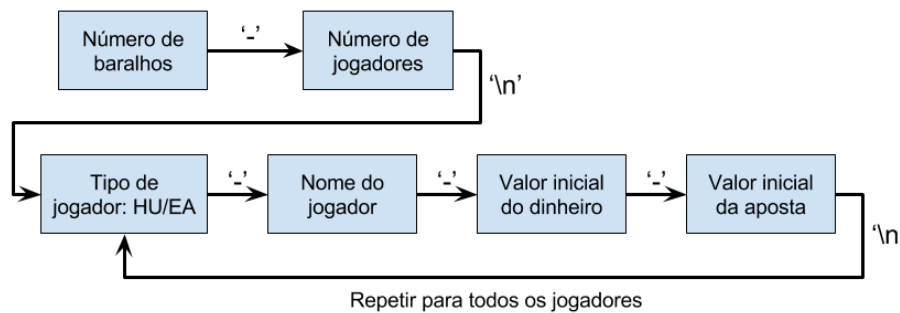 Número de
baralhos
‘-’
Número de
jogadores
‘\n’
Tipo de
jogador: HU/EA
‘-’
Nome do
jogador
‘-’
Valor inicial
do dinheiro
‘-’
Valor inicial
da aposta
‘\n
Repetir para todos os jogadores